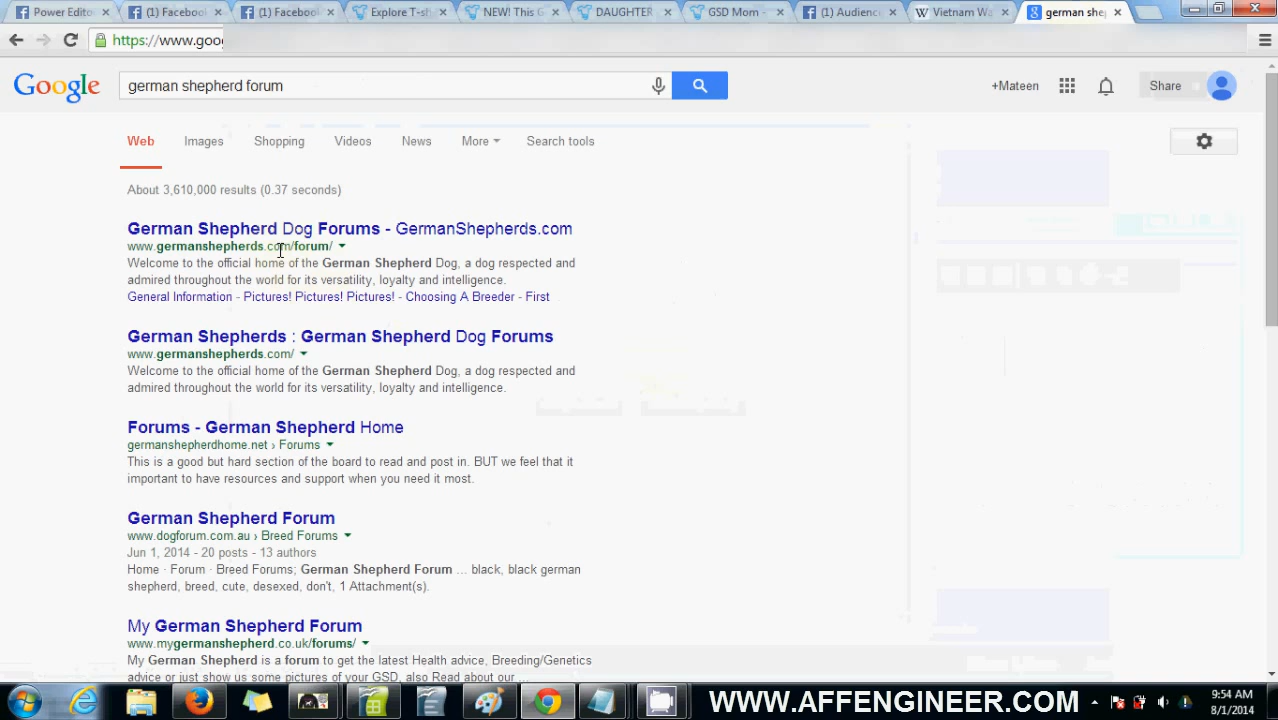 Power Edito
(1) Facebook
(1) Facebook
Explore T-sh
NEW! This G
DAUGHTER
GSD Mom -
(1) Audienc
Vietnam Wa
german shep
https://www.goo
Google
german shepherd forum
+Mateen
Share
Web Images Shopping Videos News More Search tools
About 3,610,000 results (0.37 seconds)
German Shepherd Dog Forums - GermanShepherds.com
www.germanshepherds.com/forum/
Welcome to the official home of the German Shepherd Dog, a dog respected and
admired throughout the world for its versatility, loyalty and intelligence.
General Information - Pictures! Pictures! Pictures! - Choosing A Breeder - First
German Shepherds : German Shepherd Dog Forums
www.germanshepherds.com/
Welcome to the official home of the German Shepherd Dog, a dog respected and
admired throughout the world for its versatility, loyalty and intelligence.
Forums - German Shepherd Home
germanshepherdhome.net › Forums
This is a good but hard section of the board to read and post in. BUT we feel that it
important to have resources and support when you need it most.
German Shepherd Forum
www.dogforum.com.au › Breed Forums
Jun 1, 2014 - 20 posts - 13 authors
Home · Forum · Breed Forums; German Shepherd Forum ... black, black german
shepherd, breed, cute, desexed, don't, 1 Attachment(s).
My German Shepherd Forum
www.mygermanshepherd.co.uk/forums/
My German Shepherd is a forum to get the latest Health advice, Breeding/Genetics
advice or just show us some pictures of your GSD, also Read about our ...
WWW.AFFENGINEER.COM
9:54 AM
8/1/2014